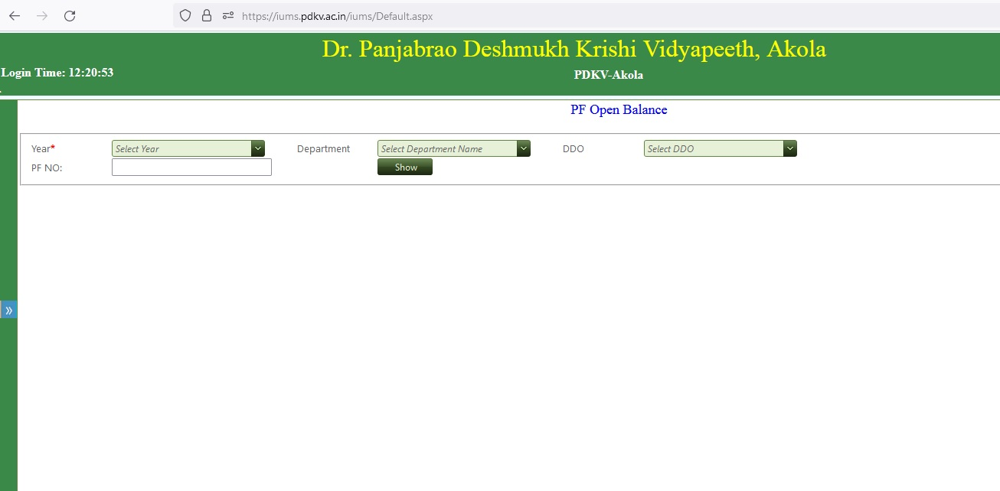 https://iums.pdkv.ac.in/iums/Default.aspx
Dr. Panjabrao Deshmukh Krishi Vidyapeeth, Akola
Login Time: 12:20:53
PDKV-Akola
.
PF Open Balance
Year* Select Year Department Select Department Name DDO Select DDO
PF NO: Show
»